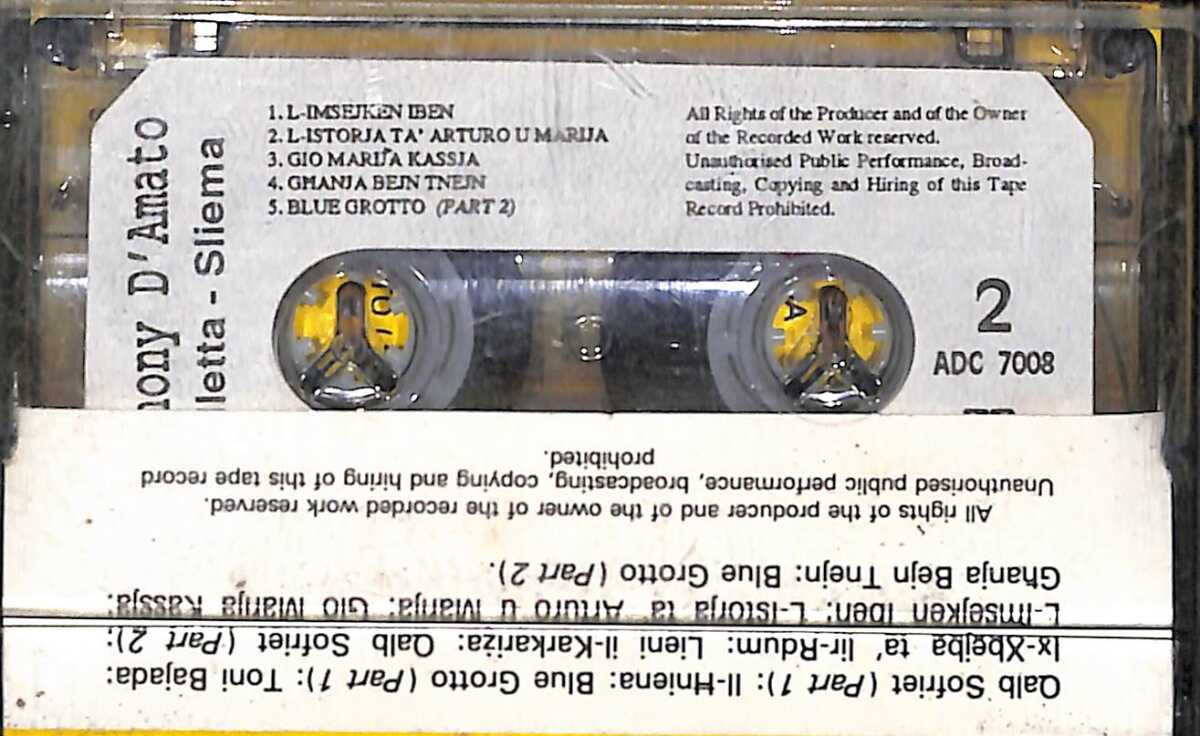 1. L-IMSEJKEN IBEN
2. L-ISTORJA TA' ARTURO U MARIJA
3. GIO MARIJA KASSJA
4. GHANJA BEJN TNEJN
5. BLUE GROTTO (PART 2)
All Rights of the Producer and of the Owner
of the Recorded Work reserved.
Unauthorised Public Performance, Broad-
casting, Copying and Hiring of this Tape
Record Prohibited.
hony D'Amato
letta - Sliema
2
ADC 7008
Qalb Sofriet (Part 1): Il-Hniena: Blue Grotto (Part 1): Toni Bajada:
Ix-Xbejba ta' Ilr-Rdum: Lieni il-Karkariża: Qalb Sofriet (Part 2):
L-Imsejken Iben: L-Istorja ta' Arturo u Marija: Gio Marija Kassja:
Għanja Bejn Tnejn: Blue Grotto (Part 2).
All rights of the producer and of the owner of the recorded work reserved.
Unauthorised public performance, broadcasting, copying and hiring of this tape record
prohibited.